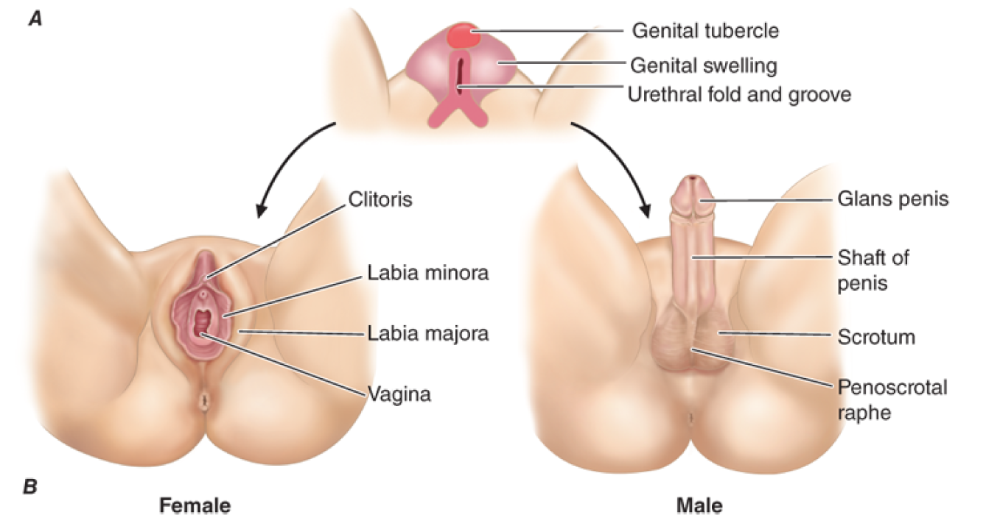 A
Genital tubercle
Genital swelling
Urethral fold and groove
Clitoris
Labia minora
Labia majora
Vagina
Glans penis
Shaft of
penis
Scrotum
Penoscrotal
raphe
B
Female
Male